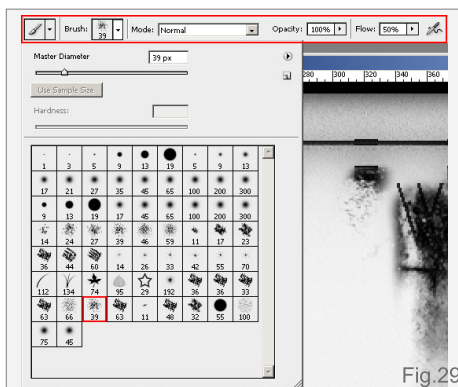 Brush: 39 Mode: Normal Opacity: 100% Flow: 50%
Master Diameter 39 px
Use Sample Size
Hardness:
280 300 320 340 360
1 3 5 9 13 19 5 9 13
17 21 27 35 45 65 100 200 300
9 13 19 17 45 65 100 200 300
14 24 27 39 46 59 11 17 23
36 44 60 14 26 33 42 55 70
112 134 74 95 29 192 36 36 33
63 66 39 63 11 48 32 55 100
75 45
Fig.29